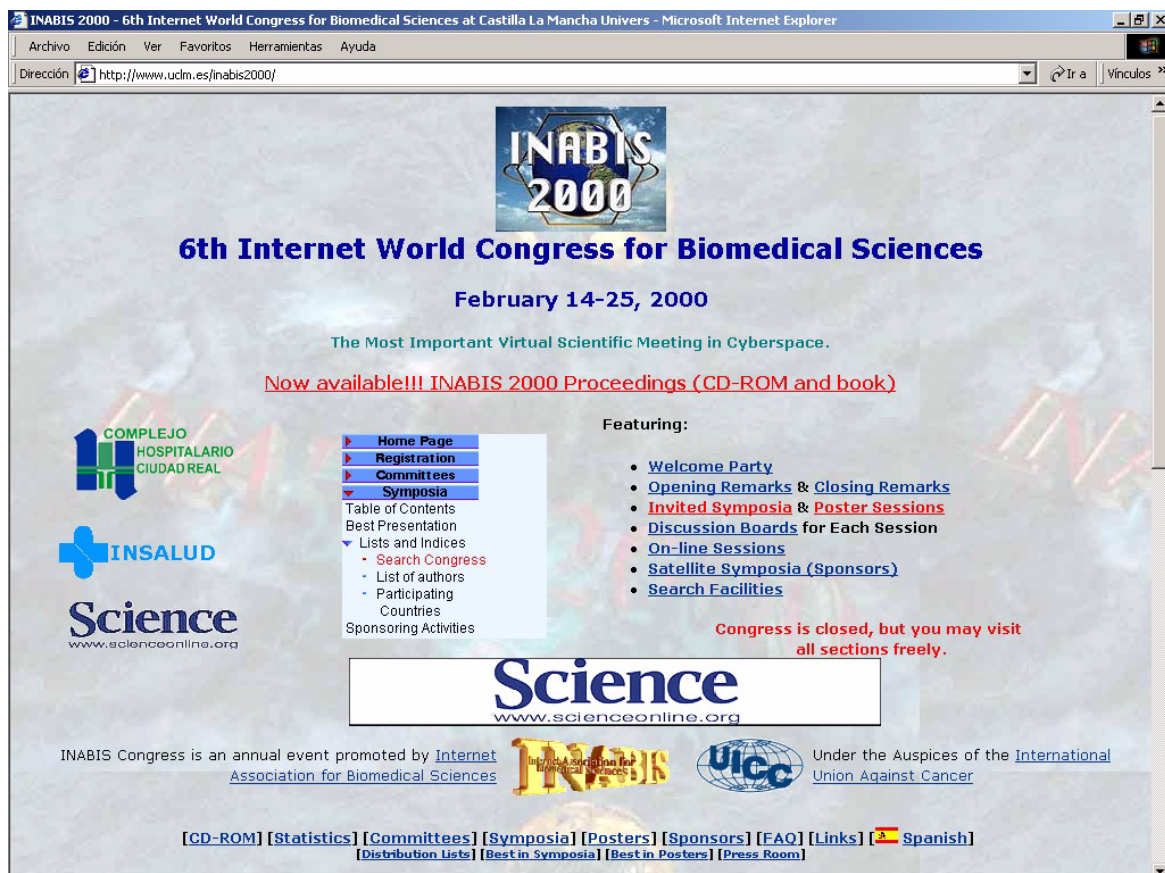 INABIS 2000 - 6th Internet World Congress for Biomedical Sciences at Castilla La Mancha Univers - Microsoft Internet Explorer
Archivo Edición Ver Favoritos Herramientas Ayuda
Dirección http://www.uclm.es/inabis2000/ Ir a Vínculos »
INABIS
2000
6th Internet World Congress for Biomedical Sciences
February 14-25, 2000
The Most Important Virtual Scientific Meeting in Cyberspace.
Now available!!! INABIS 2000 Proceedings (CD-ROM and book)
COMPLEJO
HOSPITALARIO
CIUDAD REAL
INSALUD
Science
www.scienceonline.org
Home Page
Registration
Committees
Symposia
Table of Contents
Best Presentation
Lists and Indices
- Search Congress
- List of authors
- Participating
Countries
Sponsoring Activities
Featuring:
• Welcome Party
• Opening Remarks & Closing Remarks
• Invited Symposia & Poster Sessions
• Discussion Boards for Each Session
• On-line Sessions
• Satellite Symposia (Sponsors)
• Search Facilities
Congress is closed, but you may visit
all sections freely.
Science
www.scienceonline.org
INABIS Congress is an annual event promoted by Internet
Association for Biomedical Sciences
INABIS
Internet Association for
Biomedical Sciences
UICC
Under the Auspices of the International
Union Against Cancer
[CD-ROM] [Statistics] [Committees] [Symposia] [Posters] [Sponsors] [FAQ] [Links] [Spanish]
[Distribution Lists] [Best in Symposia] [Best in Posters] [Press Room]